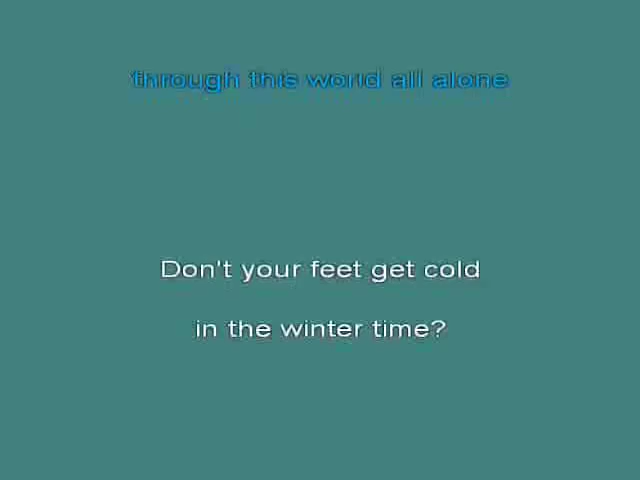 through this world all alone
Don't your feet get cold
in the winter time?